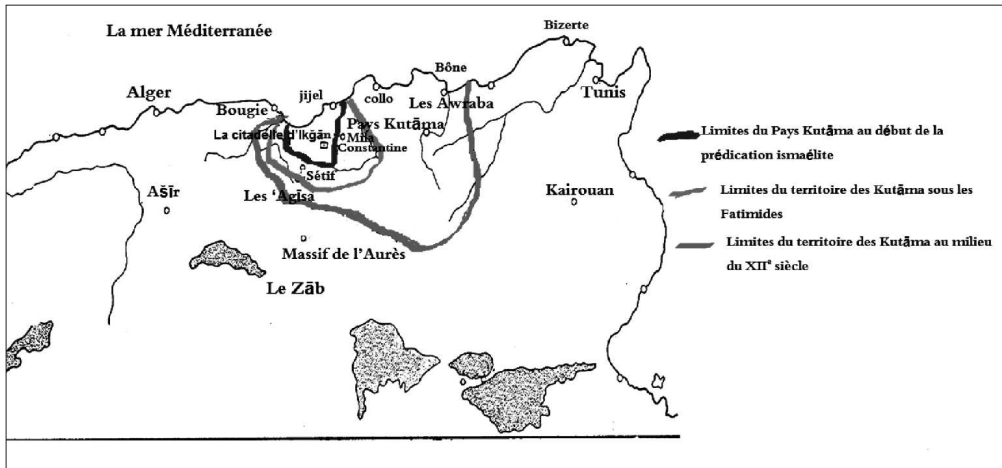 La mer Méditerranée
Bizerte
Bône
Alger
jijel
collo
Les Awraba
Tunis
Bougie
Pays Kutāma
La citadelle d'Ikğān
Mila
Constantine
Sétif
Ašīr
Les 'Ağīsa
Kairouan
Massif de l'Aurès
Le Zāb
Limites du Pays Kutāma au début de la
prédication ismaélite
Limites du territoire des Kutāma sous les
Fatimides
Limites du territoire des Kutāma au milieu
du XIIᵉ siècle